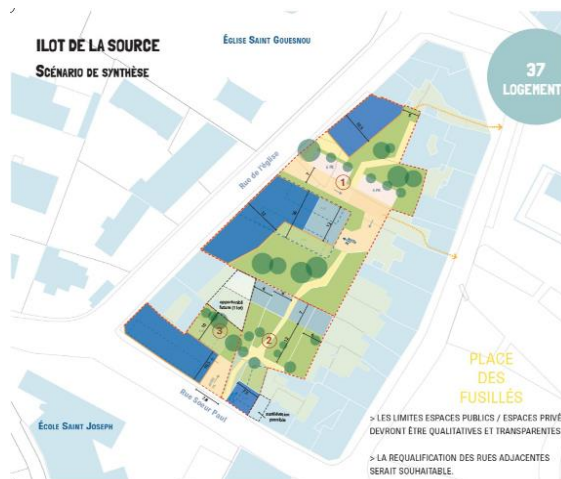 ILOT DE LA SOURCE
SCÉNARIO DE SYNTHÈSE
ÉGLISE SAINT GOUESNOU
37
LOGEMENT
Rue de l'église
1
3
2
Rue Soeur Paul
ÉCOLE SAINT JOSEPH
PLACE
DES
FUSILLÉS
> LES LIMITES ESPACES PUBLICS / ESPACES PRIVÉ
DEVRONT ÊTRE QUALITATIVES ET TRANSPARENTES
> LA REQUALIFICATION DES RUES ADJACENTES
SERAIT SOUHAITABLE.